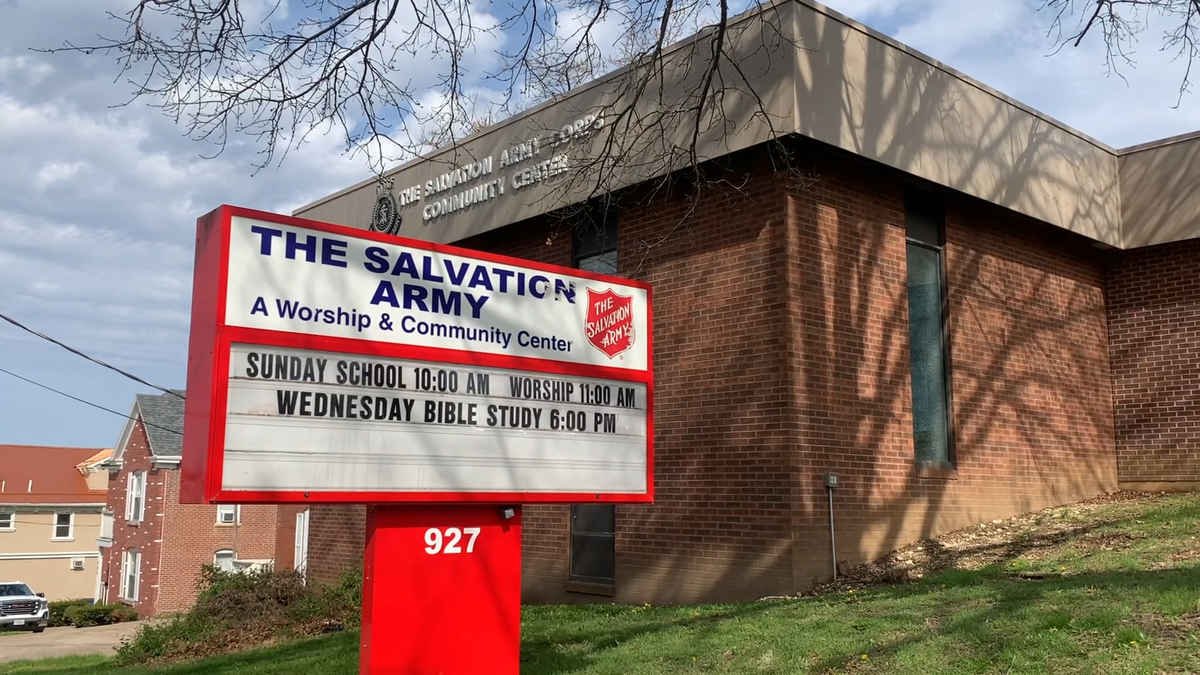 THE SALVATION ARMY CORPS
COMMUNITY CENTER
THE SALVATION
ARMY
A Worship & Community Center
THE
SALVATION
ARMY
SUNDAY SCHOOL 10:00 AM WORSHIP 11:00 AM
WEDNESDAY BIBLE STUDY 6:00 PM
927